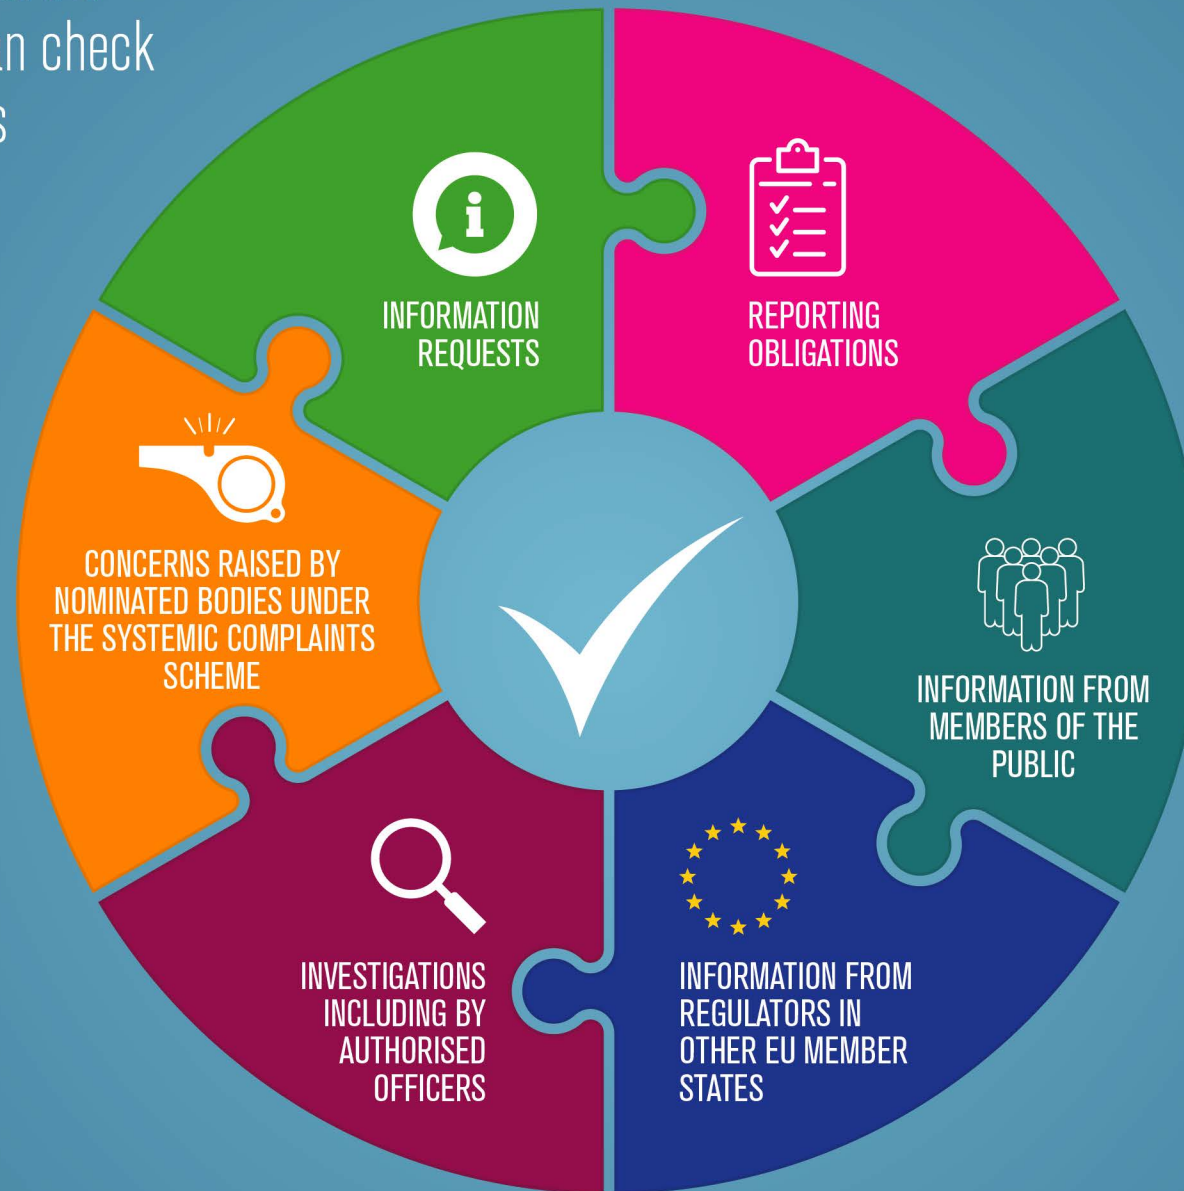 check
INFORMATION
REQUESTS
REPORTING
OBLIGATIONS
CONCERNS RAISED BY
NOMINATED BODIES UNDER
THE SYSTEMIC COMPLAINTS
SCHEME
INFORMATION FROM
MEMBERS OF THE
PUBLIC
INVESTIGATIONS
INCLUDING BY
AUTHORISED
OFFICERS
INFORMATION FROM
REGULATORS IN
OTHER EU MEMBER
STATES